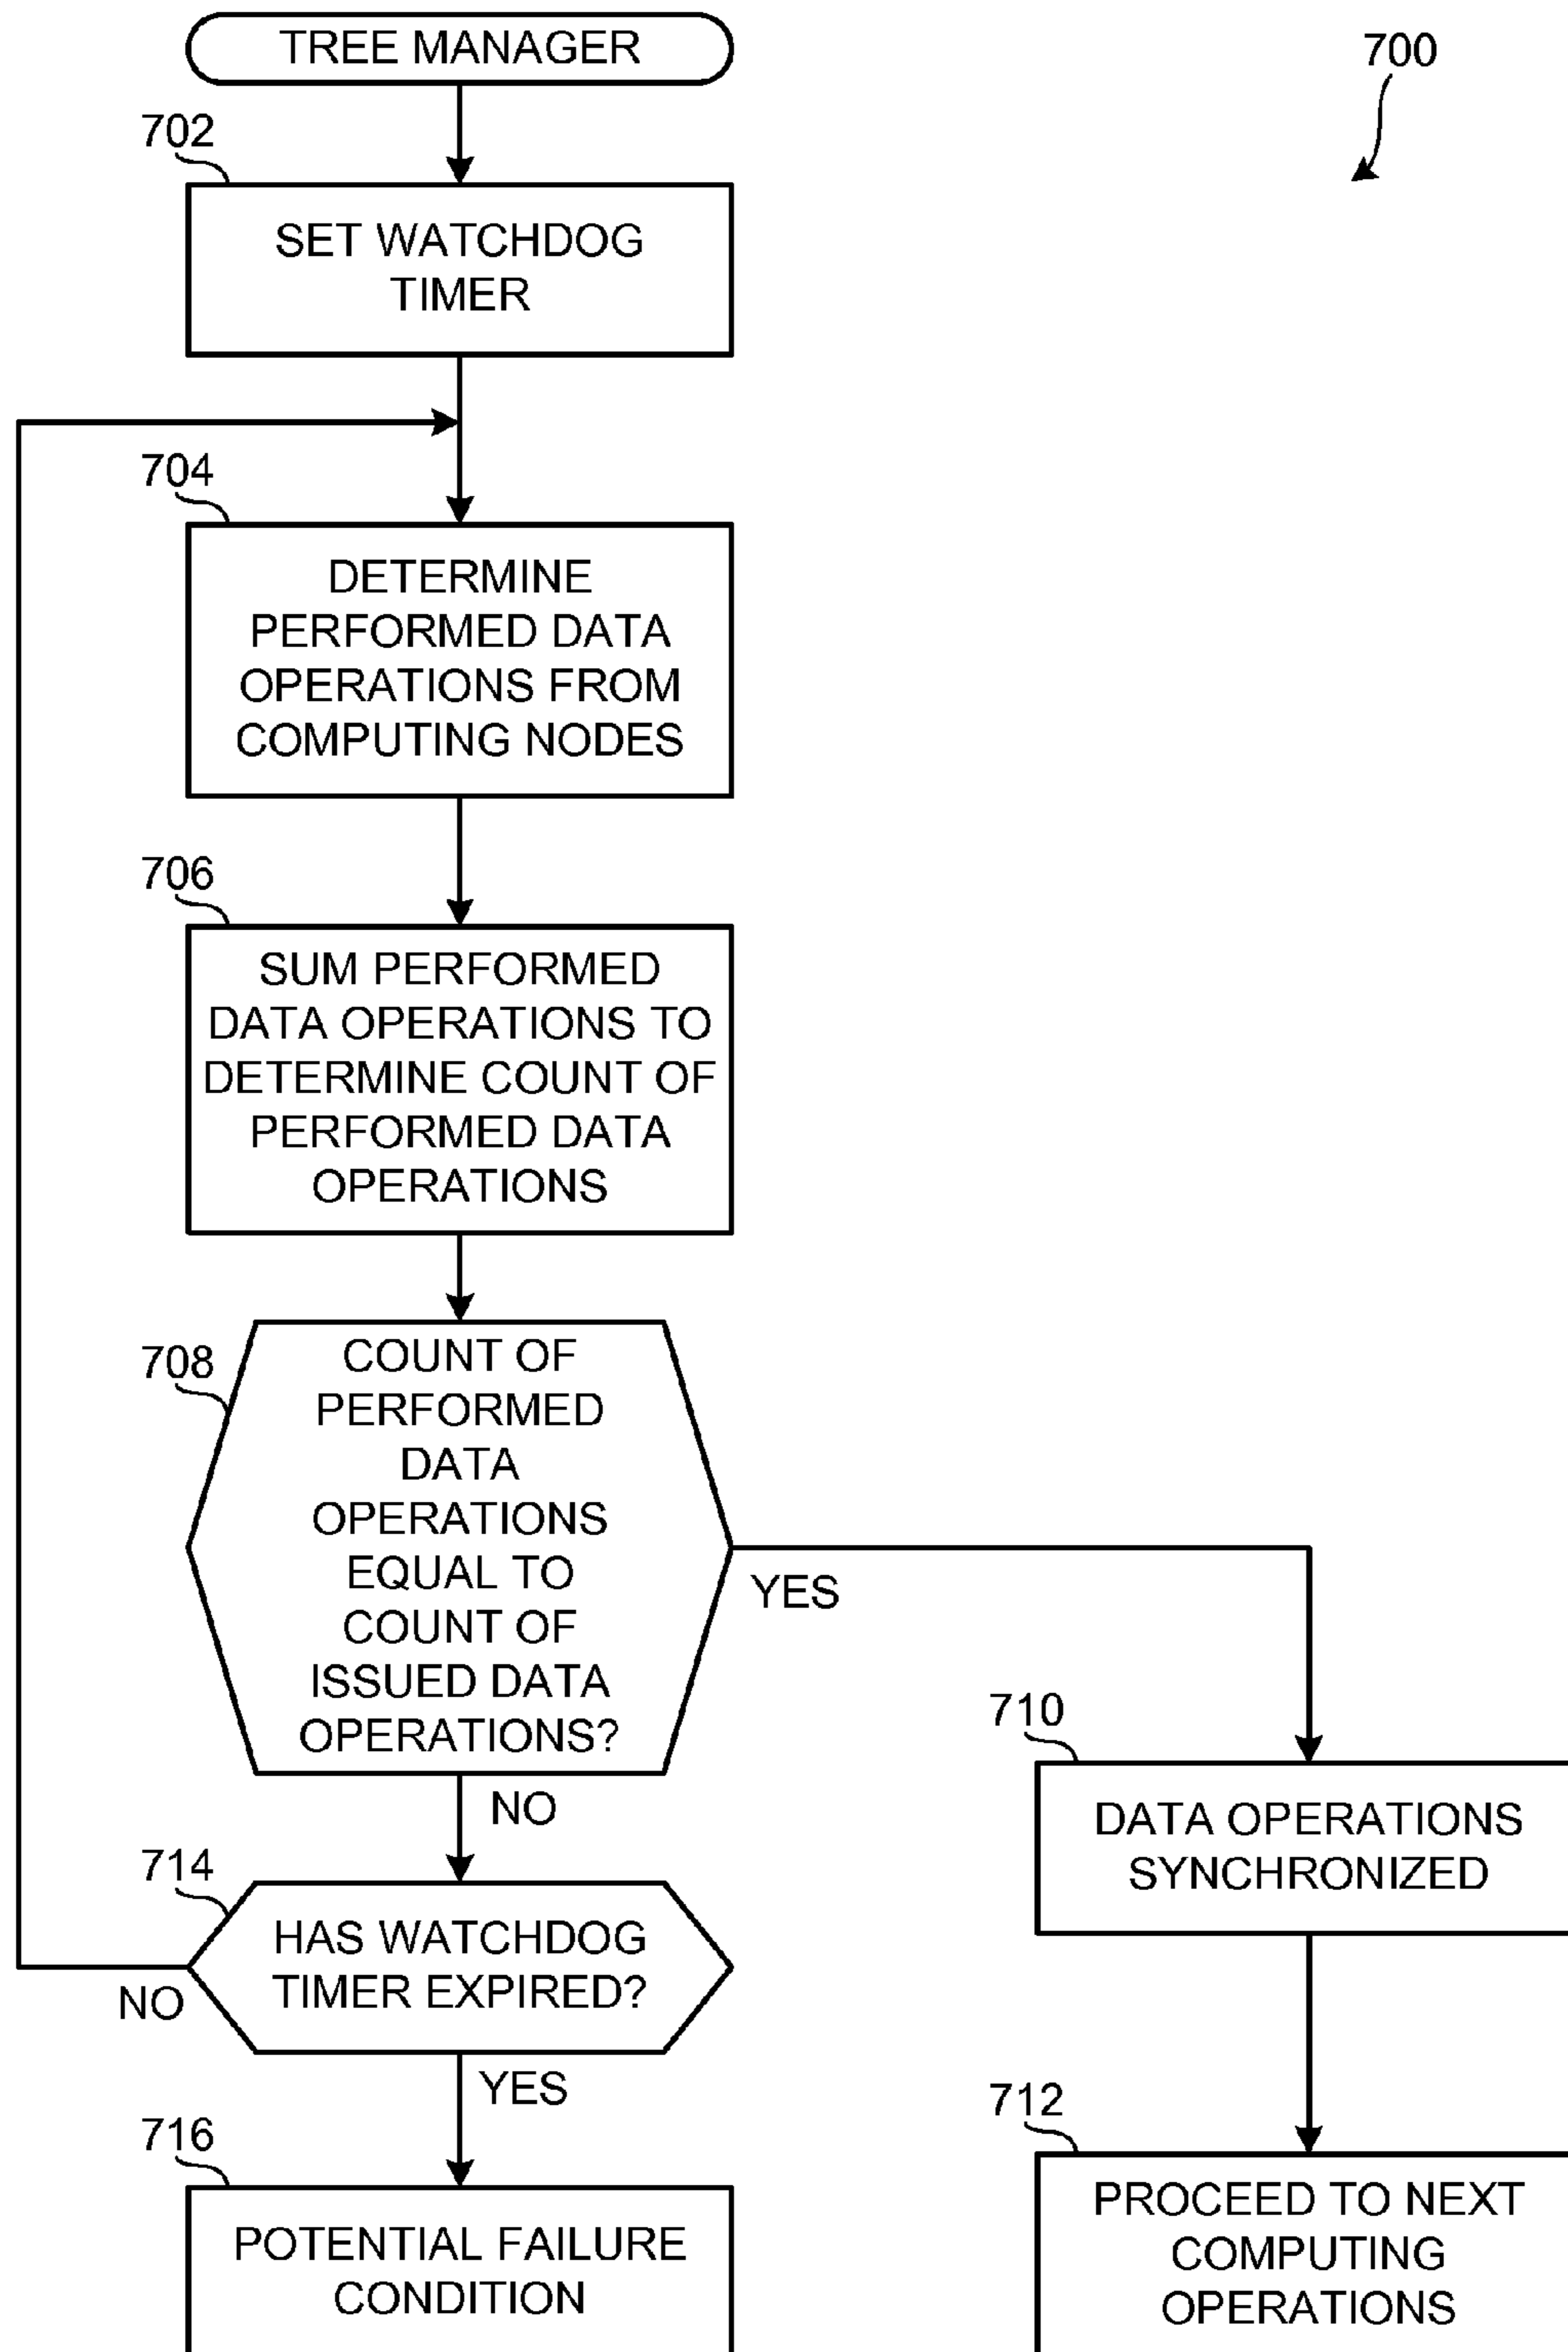 TREE MANAGER
700
702
SET WATCHDOG
TIMER
704
DETERMINE
PERFORMED DATA
OPERATIONS FROM
COMPUTING NODES
706
SUM PERFORMED
DATA OPERATIONS TO
DETERMINE COUNT OF
PERFORMED DATA
OPERATIONS
708
COUNT OF
PERFORMED
DATA
OPERATIONS
EQUAL TO
COUNT OF
ISSUED DATA
OPERATIONS?
YES
NO
710
DATA OPERATIONS
SYNCHRONIZED
714
HAS WATCHDOG
TIMER EXPIRED?
NO
YES
712
PROCEED TO NEXT
COMPUTING
OPERATIONS
716
POTENTIAL FAILURE
CONDITION